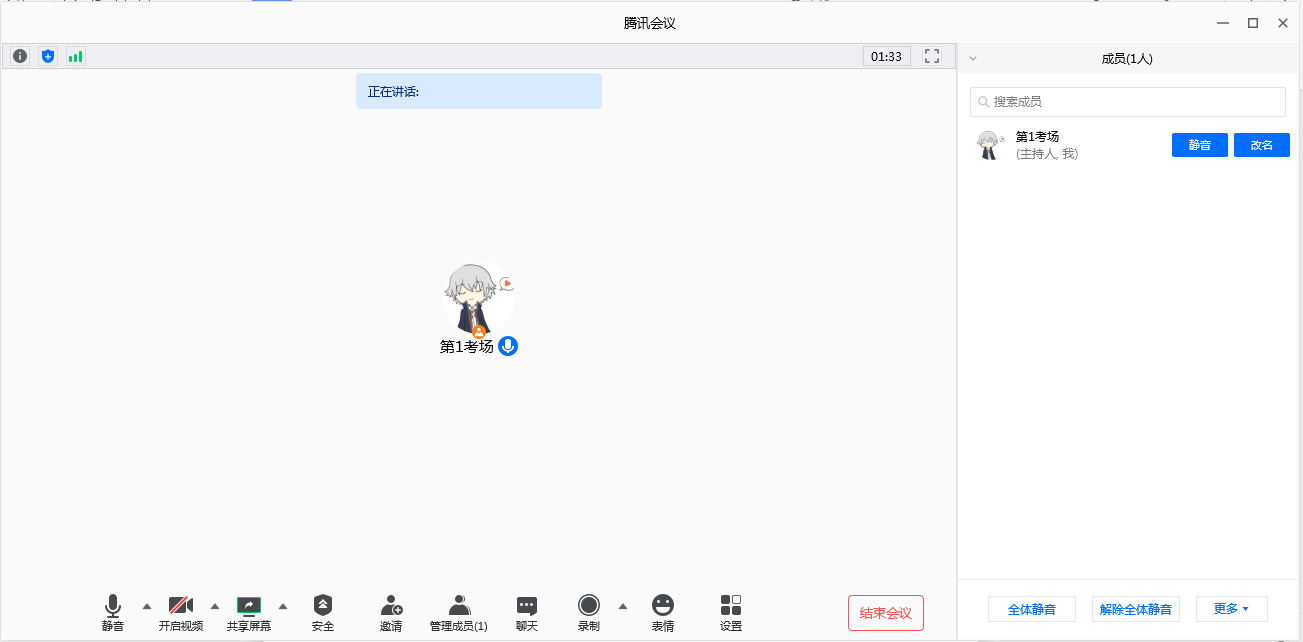 腾讯会议
01:33
正在讲话:
第1考场
静音
开启视频
共享屏幕
安全
邀请
管理成员(1)
聊天
录制
表情
设置
结束会议
成员(1人)
搜索成员
第1考场
(主持人, 我)
静音
改名
全体静音
解除全体静音
更多